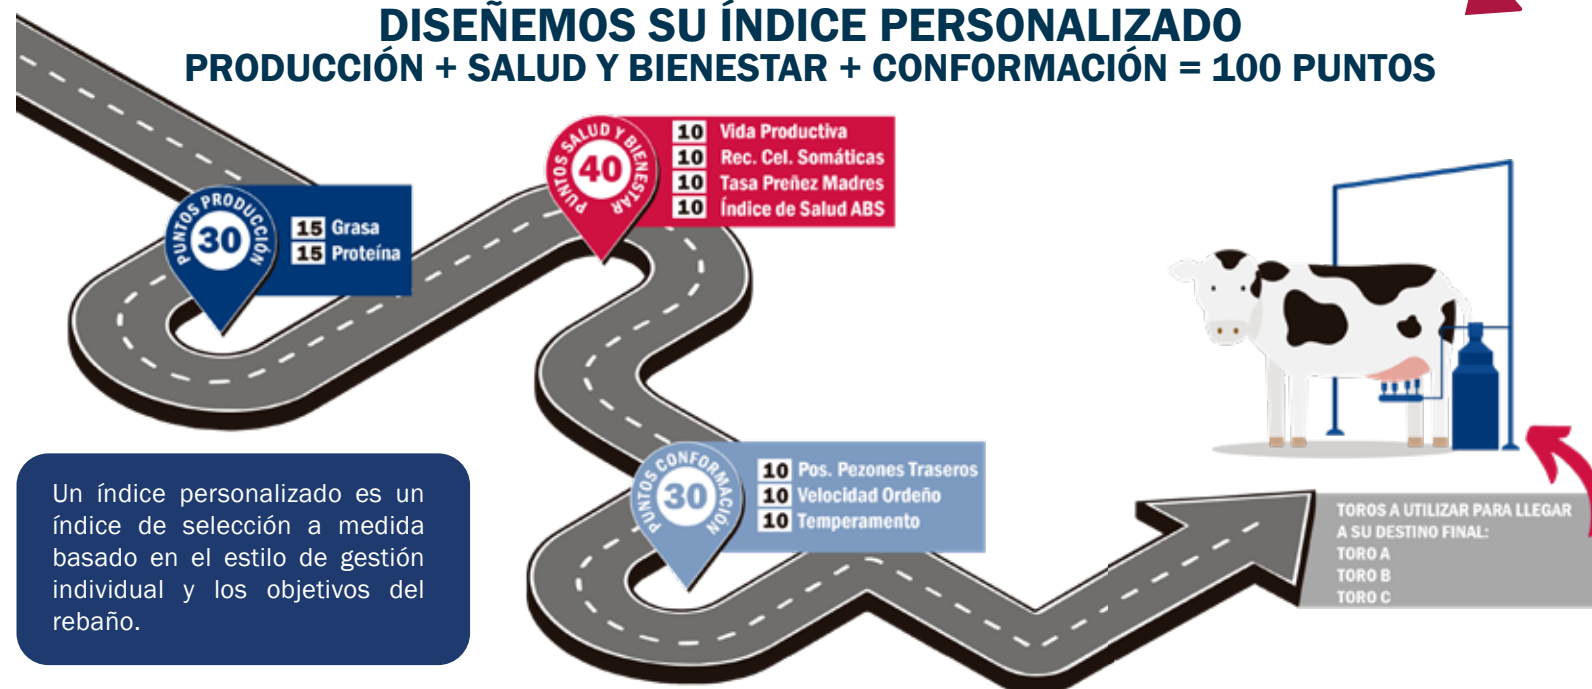 DISEÑEMOS SU ÍNDICE PERSONALIZADO
PRODUCCIÓN + SALUD Y BIENESTAR + CONFORMACIÓN = 100 PUNTOS
PUNTOS PRODUCCIÓN
30
15 Grasa
15 Proteína
PUNTOS SALUD Y BIENESTAR
40
10 Vida Productiva
10 Rec. Cel. Somáticas
10 Tasa Preñez Madres
10 Índice de Salud ABS
PUNTOS CONFORMACIÓN
30
10 Pos. Pezones Traseros
10 Velocidad Ordeño
10 Temperamento
Un índice personalizado es un
índice de selección a medida
basado en el estilo de gestión
individual y los objetivos del
rebaño.
TOROS A UTILIZAR PARA LLEGAR
A SU DESTINO FINAL:
TORO A
TORO B
TORO C